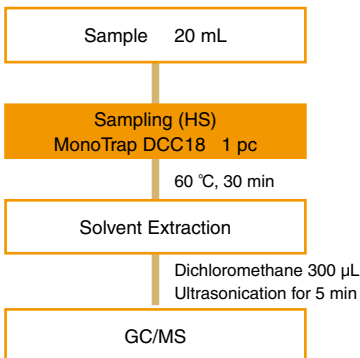 Sample 20 mL
Sampling (HS)
MonoTrap DCC18 1 pc
60 ℃, 30 min
Solvent Extraction
Dichloromethane 300 µL
Ultrasonication for 5 min
GC/MS